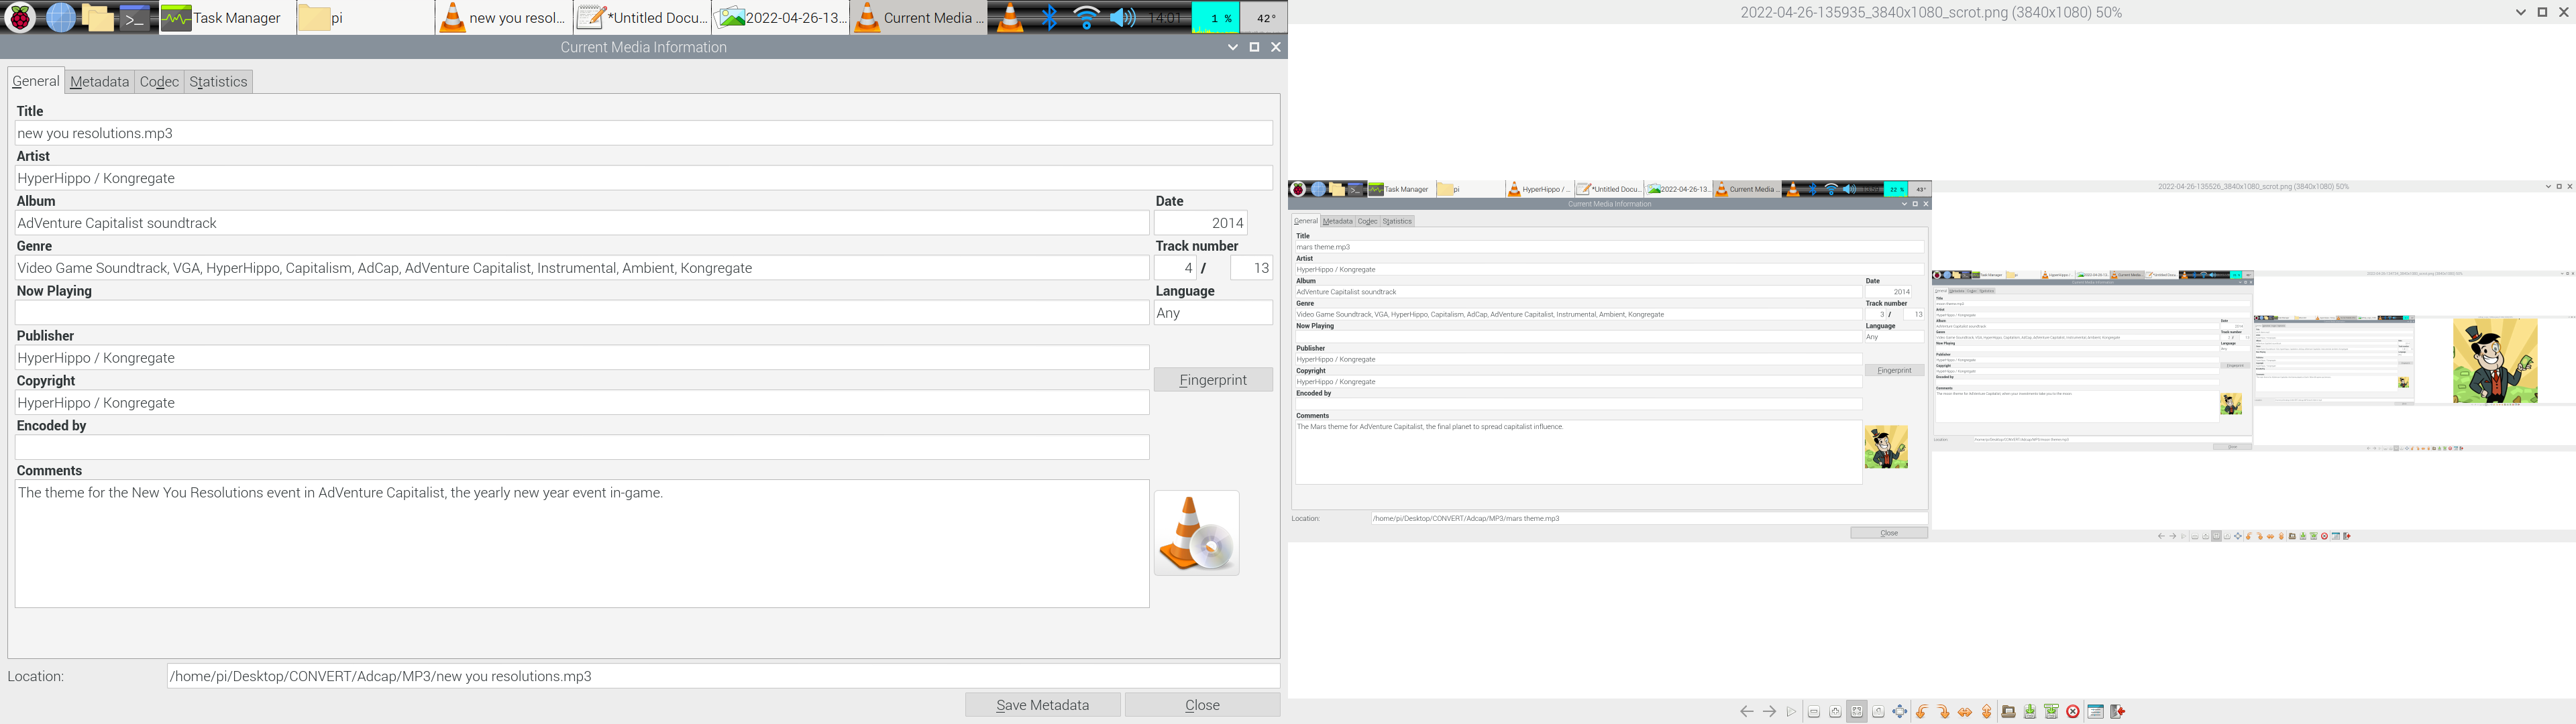 Task Manager
pi
new you resol...
*Untitled Docu...
2022-04-26-13...
Current Media ...
14:01
1 %
42°
Current Media Information
General
Metadata
Codec
Statistics
Title
new you resolutions.mp3
Artist
HyperHippo / Kongregate
Album
Date
AdVenture Capitalist soundtrack
2014
Genre
Track number
Video Game Soundtrack, VGA, HyperHippo, Capitalism, AdCap, AdVenture Capitalist, Instrumental, Ambient, Kongregate
4 / 13
Now Playing
Language
Any
Publisher
HyperHippo / Kongregate
Fingerprint
Copyright
HyperHippo / Kongregate
Encoded by
Comments
The theme for the New You Resolutions event in AdVenture Capitalist, the yearly new year event in-game.
Location:
/home/pi/Desktop/CONVERT/Adcap/MP3/new you resolutions.mp3
Save Metadata
Close
2022-04-26-135935_3840x1080_scrot.png (3840x1080) 50%
Task Manager
pi
HyperHippo / ...
*Untitled Docu...
2022-04-26-13...
Current Media ...
22 %
43°
Current Media Information
General
Metadata
Codec
Statistics
Title
mars theme.mp3
Artist
HyperHippo / Kongregate
Album
Date
AdVenture Capitalist soundtrack
2014
Genre
Track number
Video Game Soundtrack, VGA, HyperHippo, Capitalism, AdCap, AdVenture Capitalist, Instrumental, Ambient, Kongregate
3 / 13
Now Playing
Language
Any
Publisher
HyperHippo / Kongregate
Fingerprint
Copyright
HyperHippo / Kongregate
Encoded by
Comments
The Mars theme for AdVenture Capitalist, the final planet to spread capitalist influence.
Location:
/home/pi/Desktop/CONVERT/Adcap/MP3/mars theme.mp3
Close
2022-04-26-135526_3840x1080_scrot.png (3840x1080) 50%